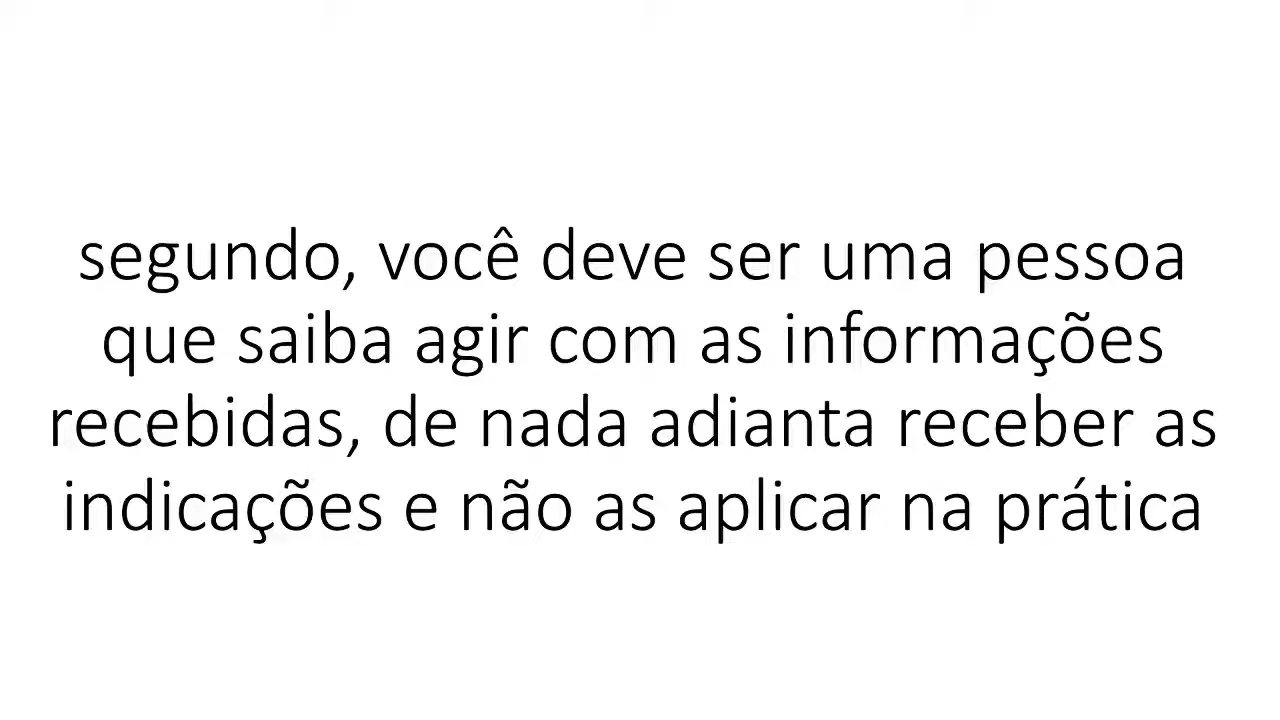 segundo, você deve ser uma pessoa
que saiba agir com as informações
recebidas, de nada adianta receber as
indicações e não as aplicar na prática